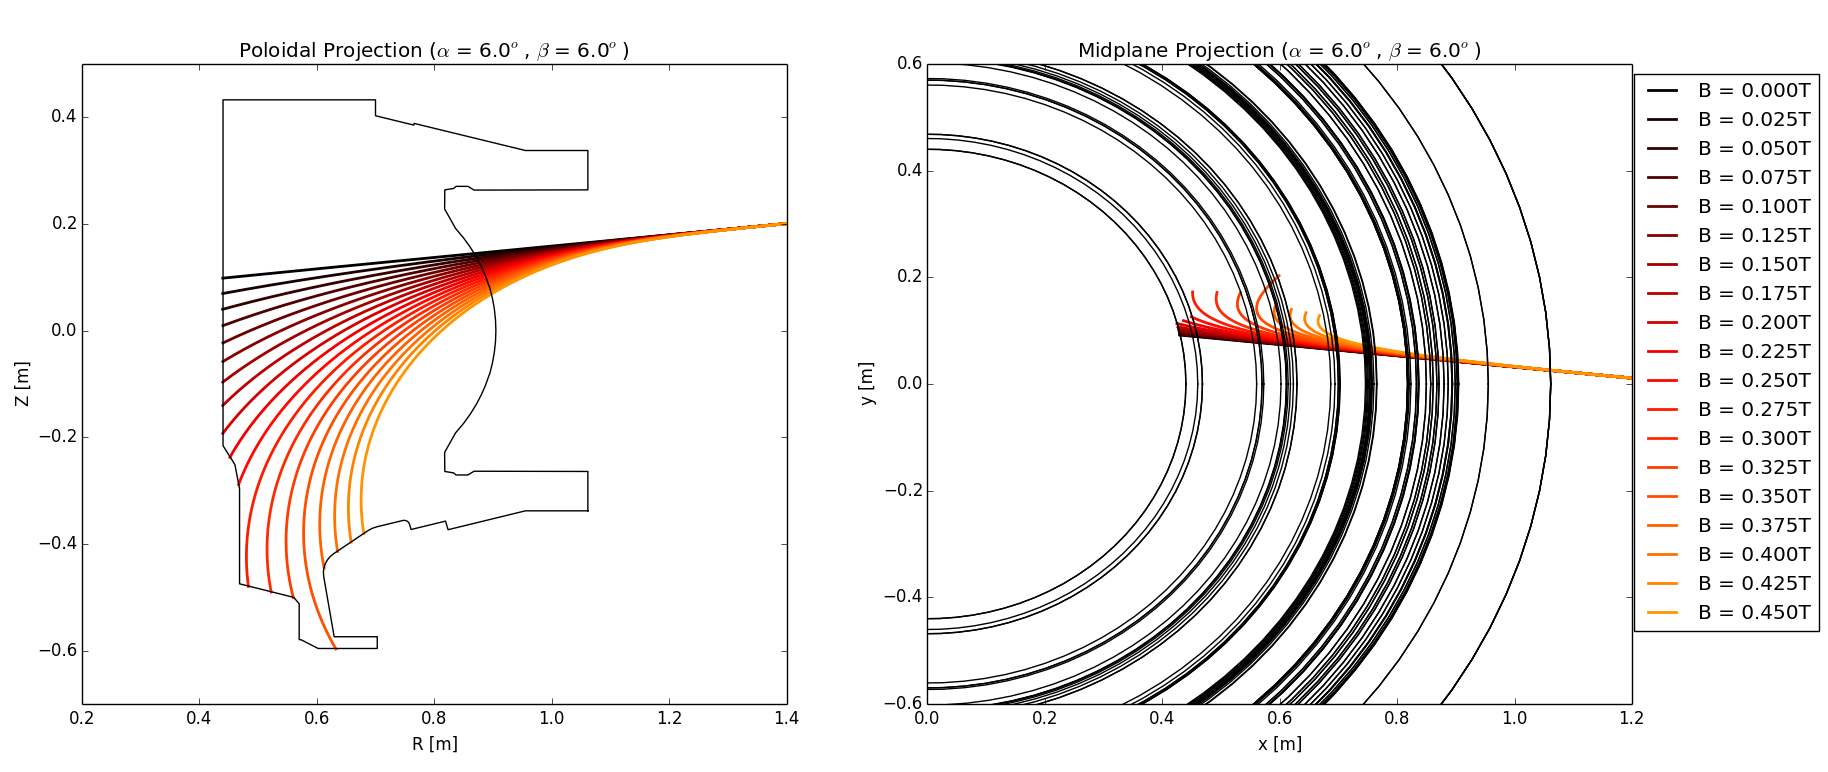 Poloidal Projection (α = 6.0° , β = 6.0° )
0.4
0.2
0.0
−0.2
−0.4
−0.6
Z [m]
0.2 0.4 0.6 0.8 1.0 1.2 1.4
R [m]
Midplane Projection (α = 6.0° , β = 6.0° )
0.6
0.4
0.2
0.0
−0.2
−0.4
−0.6
y [m]
0.0 0.2 0.4 0.6 0.8 1.0 1.2
x [m]
B = 0.000T
B = 0.025T
B = 0.050T
B = 0.075T
B = 0.100T
B = 0.125T
B = 0.150T
B = 0.175T
B = 0.200T
B = 0.225T
B = 0.250T
B = 0.275T
B = 0.300T
B = 0.325T
B = 0.350T
B = 0.375T
B = 0.400T
B = 0.425T
B = 0.450T